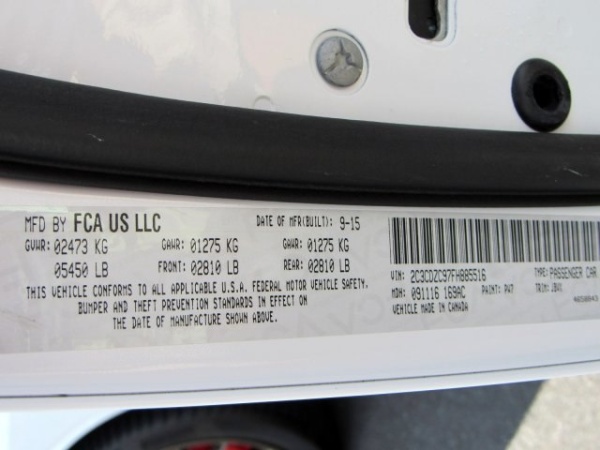 MFD BY FCA US LLC DATE OF MFR(BUILT): 9-15
GVWR: 02473 KG GAWR: 01275 KG GAWR: 01275 KG
05450 LB FRONT: 02810 LB REAR: 02810 LB
THIS VEHICLE CONFORMS TO ALL APPLICABLE U.S.A. FEDERAL MOTOR VEHICLE SAFETY,
BUMPER AND THEFT PREVENTION STANDARDS IN EFFECT ON
THE DATE OF MANUFACTURE SHOWN ABOVE.
VIN: 2C3CDZC97FH885516 TYPE: PASSENGER CAR
MDH: 091116 169AC PAINT: PW7 TRIM:
VEHICLE MADE IN CANADA